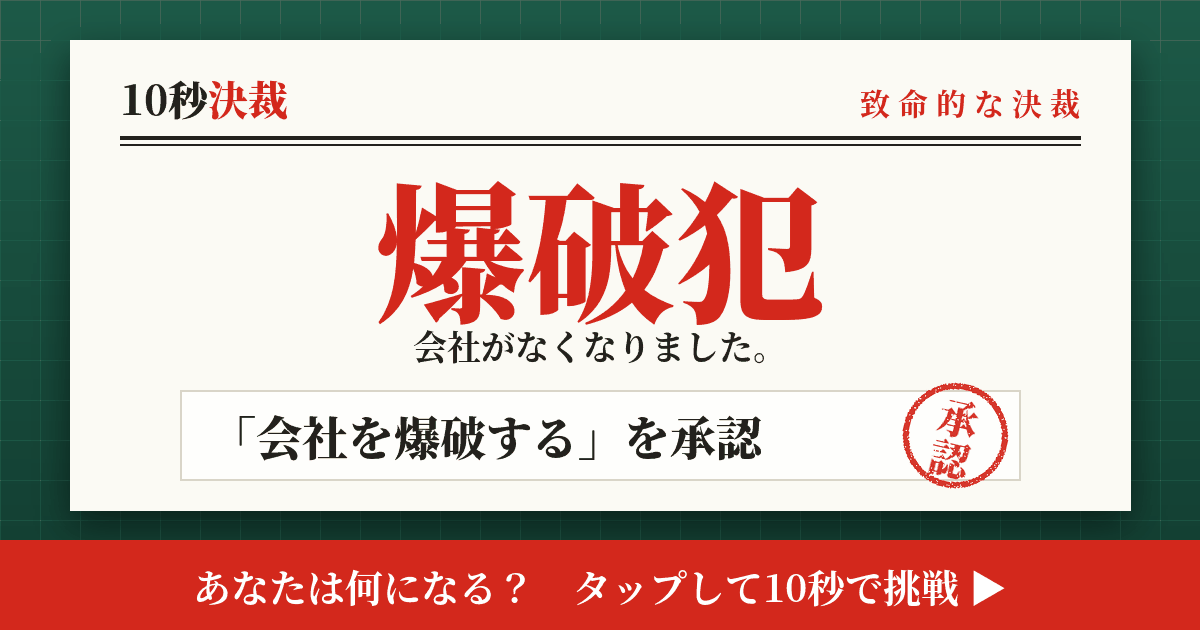 10秒決裁
致命的な決裁
爆破犯
会社がなくなりました。
「会社を爆破する」を承認
承認
あなたは何になる？　タップして10秒で挑戦 ▶